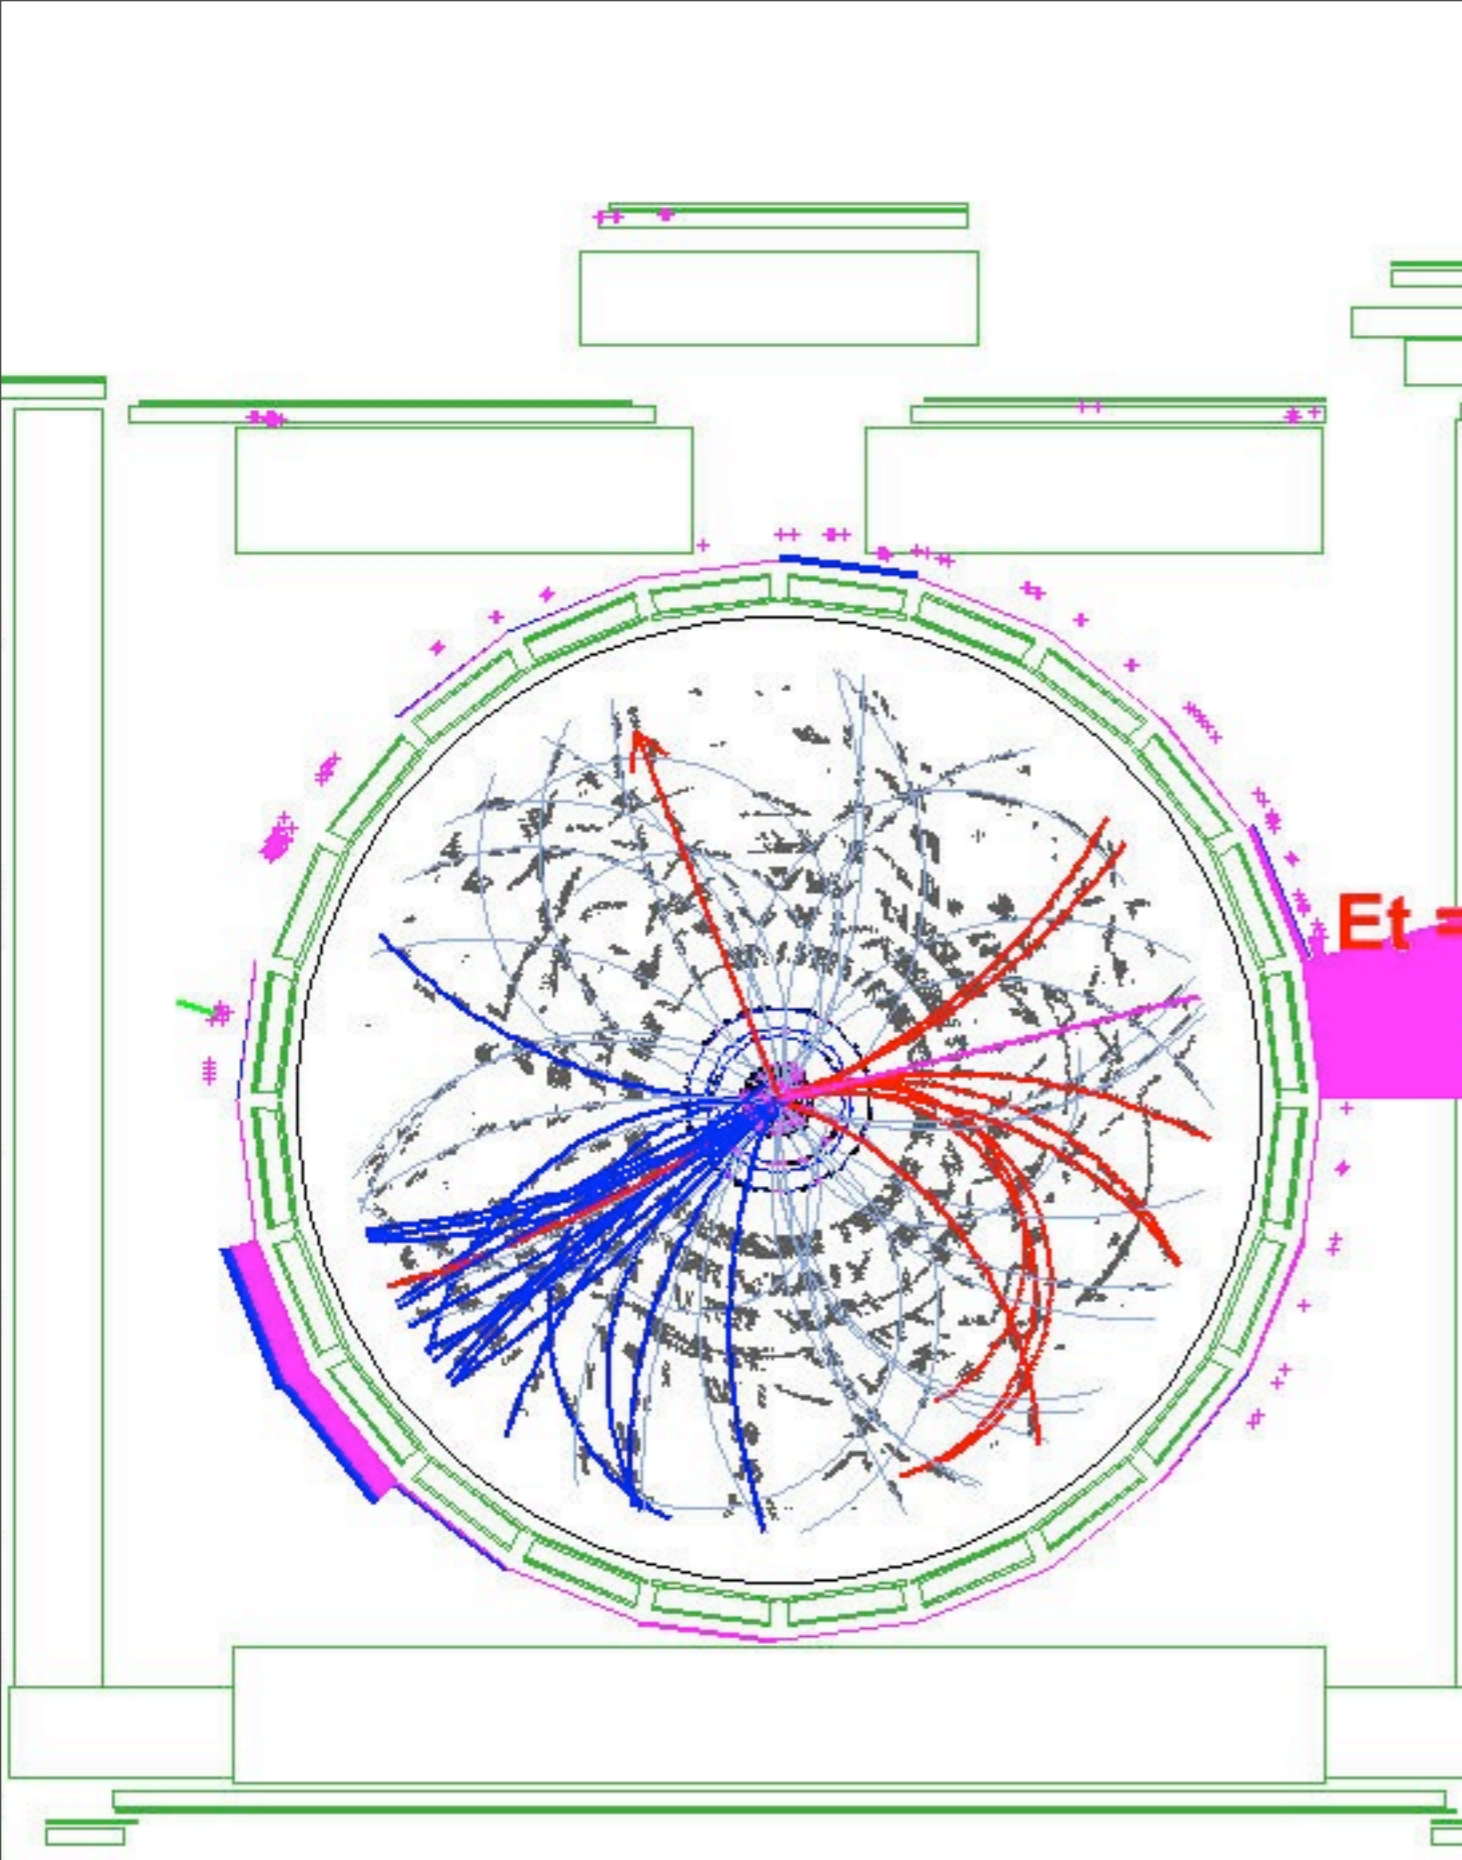 Et =